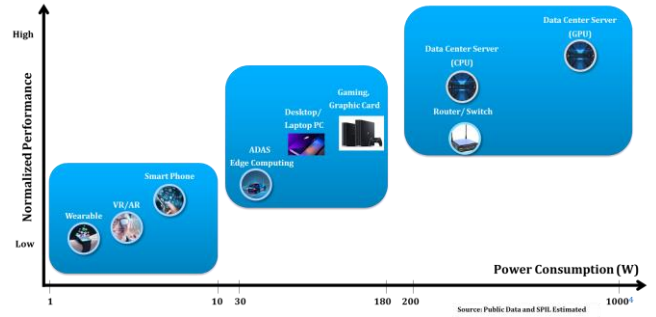 Normalized Performance
High
Low
Data Center Server
(GPU)
Data Center Server
(CPU)
Router/ Switch
Gaming,
Graphic Card
Desktop/
Laptop PC
ADAS
Edge Computing
Smart Phone
VR/AR
Wearable
Power Consumption (W)
1
10
30
180
200
1000⁴
Source: Public Data and SPIL Estimated